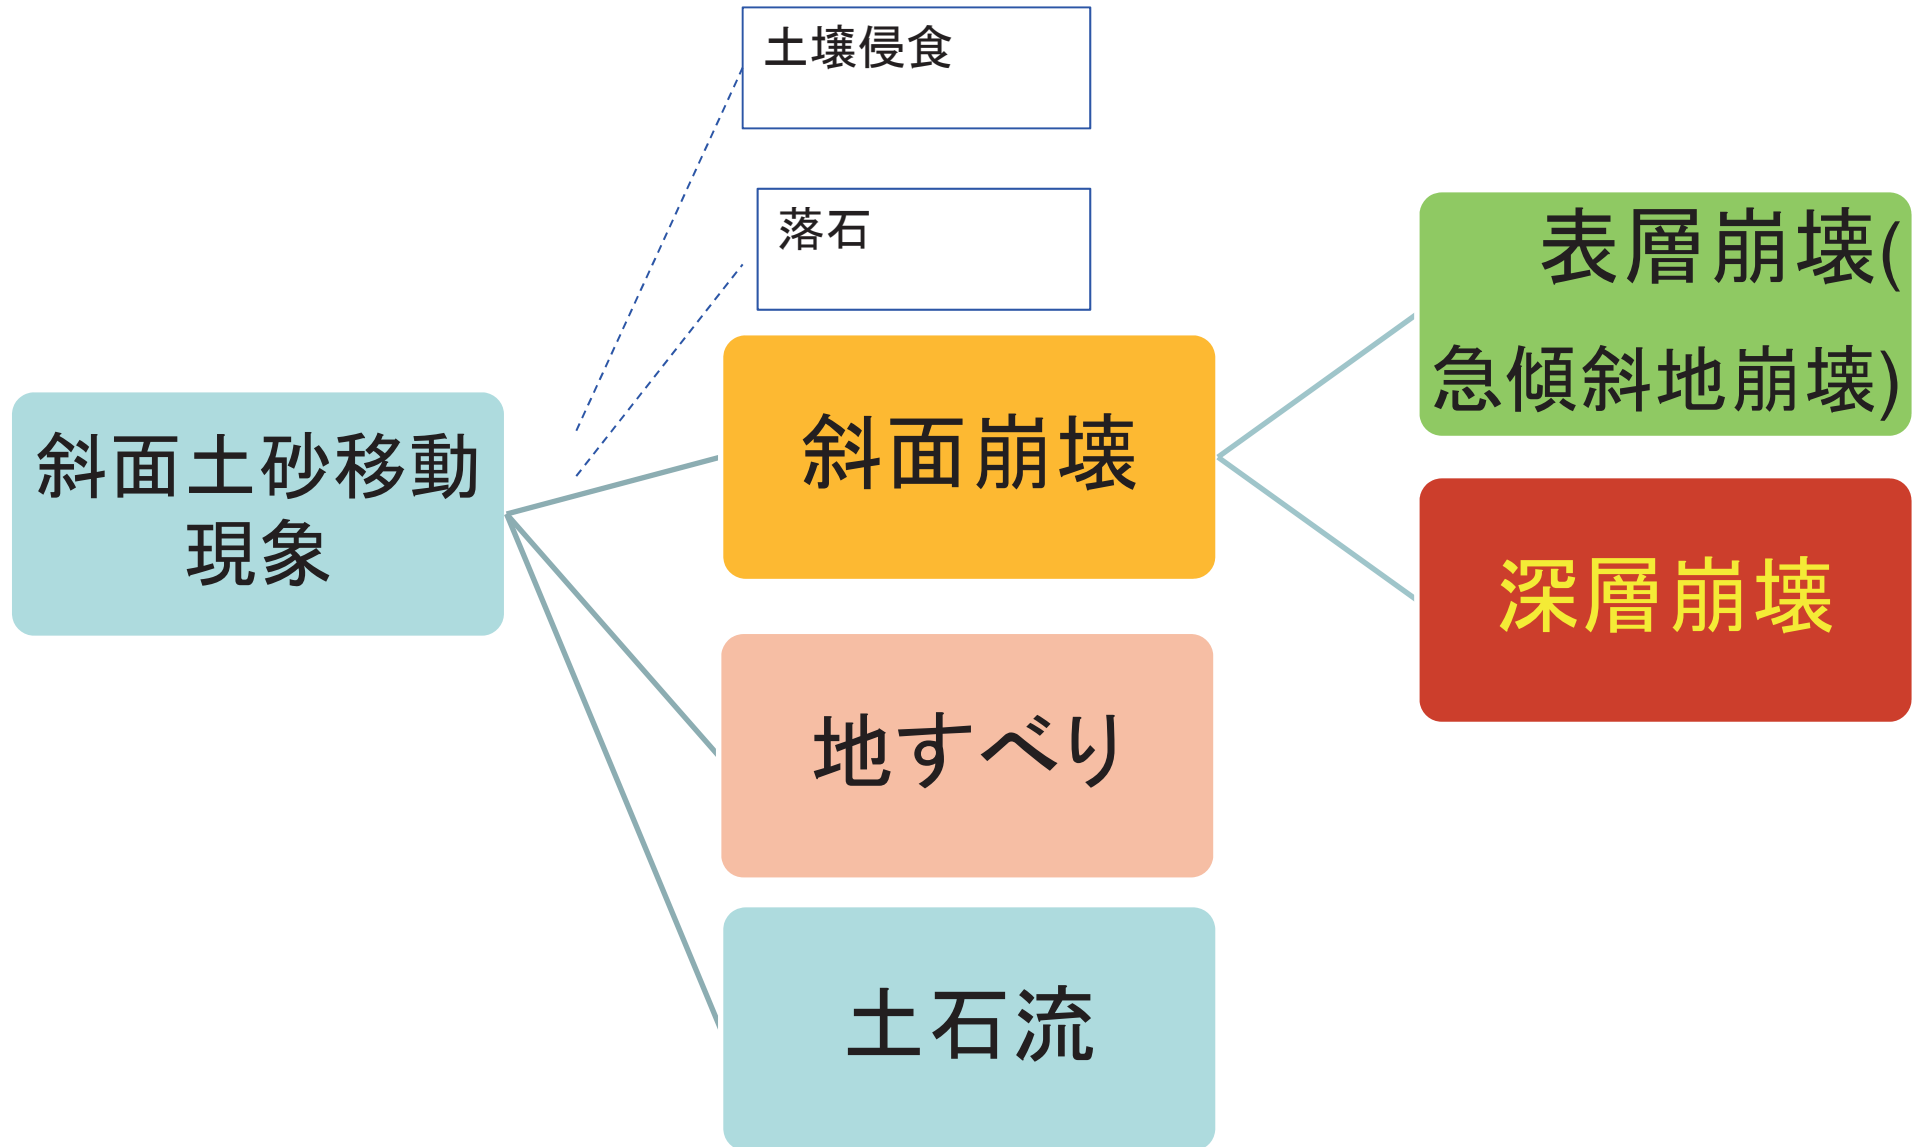 土壌侵食
落石
表層崩壊(
急傾斜地崩壊)
斜面崩壊
斜面土砂移動
現象
深層崩壊
地すべり
土石流